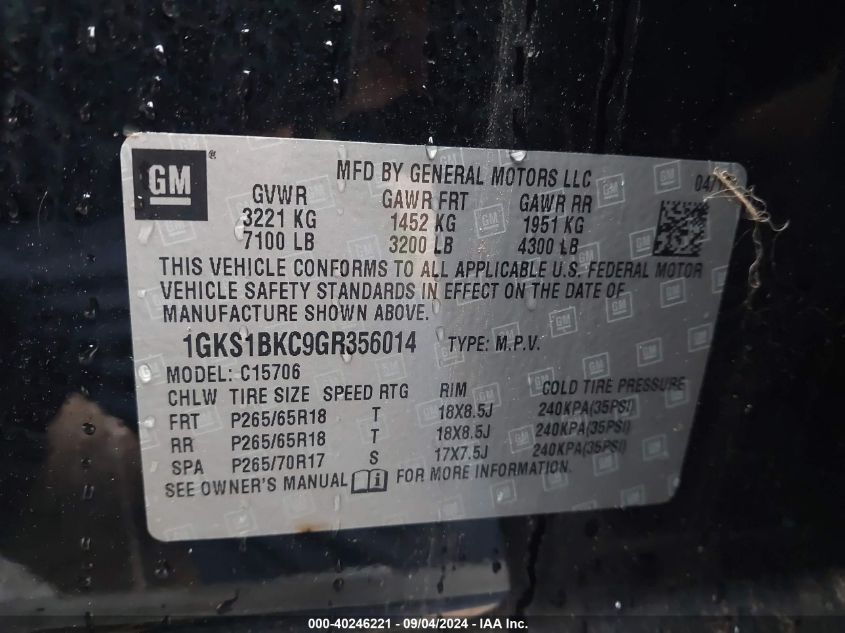 GM ®
MFD BY GENERAL MOTORS LLC
GVWR GAWR FRT GAWR RR
3221 KG 1452 KG 1951 KG
7100 LB 3200 LB 4300 LB
THIS VEHICLE CONFORMS TO ALL APPLICABLE U.S. FEDERAL MOTOR
VEHICLE SAFETY STANDARDS IN EFFECT ON THE DATE OF
MANUFACTURE SHOWN ABOVE.
1GKS1BKC9GR356014 TYPE: M.P.V.
MODEL: C15706
CHLW TIRE SIZE SPEED RTG RIM COLD TIRE PRESSURE
FRT P265/65R18 T 18X8.5J 240KPA(35PSI)
RR P265/65R18 T 18X8.5J 240KPA(35PSI)
SPA P265/70R17 S 17X7.5J 240KPA(35PSI)
SEE OWNER'S MANUAL i FOR MORE INFORMATION.
000-40246221 - 09/04/2024 - IAAI.com